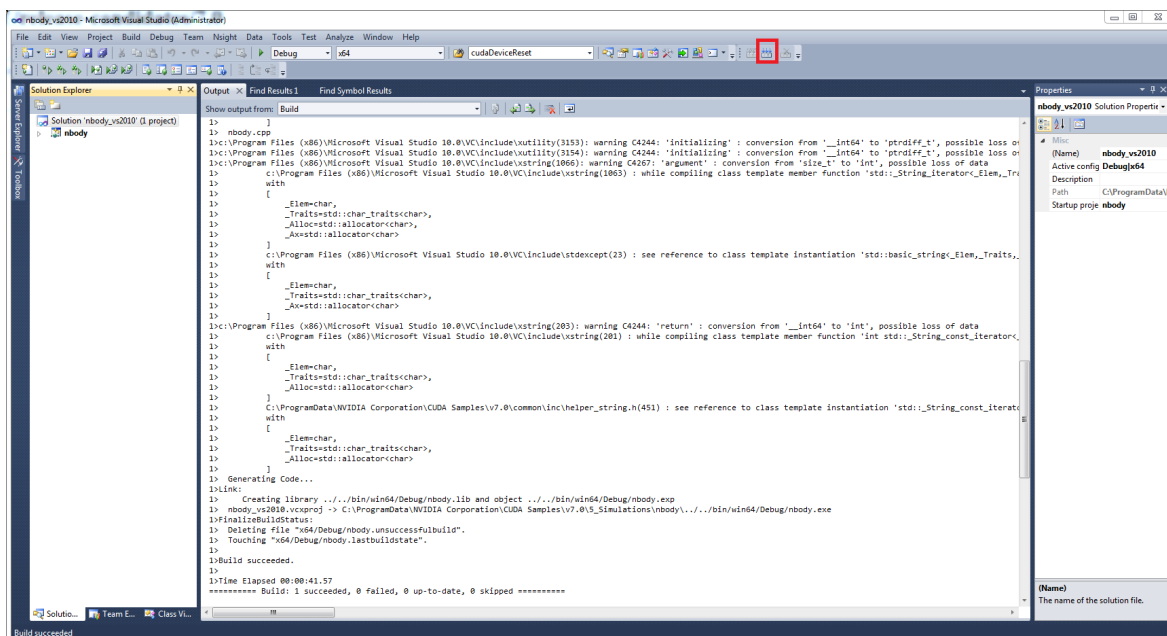 nbody_vs2010 - Microsoft Visual Studio (Administrator)
File Edit View Project Build Debug Team Nsight Data Tools Test Analyze Window Help
Debug x64 cudaDeviceReset
Solution Explorer
Server Explorer
Toolbox
Solution 'nbody_vs2010' (1 project)
nbody
Output Find Results 1 Find Symbol Results
Show output from: Build
1> ]
1> nbody.cpp
1>c:\Program Files (x86)\Microsoft Visual Studio 10.0\VC\include\xutility(3153): warning C4244: 'initializing' : conversion from '__int64' to 'ptrdiff_t', possible loss o
1>c:\Program Files (x86)\Microsoft Visual Studio 10.0\VC\include\xutility(3154): warning C4244: 'initializing' : conversion from '__int64' to 'ptrdiff_t', possible loss o
1>c:\Program Files (x86)\Microsoft Visual Studio 10.0\VC\include\xstring(1066): warning C4267: 'argument' : conversion from 'size_t' to 'int', possible loss of data
1> c:\Program Files (x86)\Microsoft Visual Studio 10.0\VC\include\xstring(1063) : while compiling class template member function 'std::_String_iterator<_Elem,_Tra
1> with
1> [
1> _Elem=char,
1> _Traits=std::char_traits<char>,
1> _Alloc=std::allocator<char>,
1> _Ax=std::allocator<char>
1> ]
1> c:\Program Files (x86)\Microsoft Visual Studio 10.0\VC\include\stdexcept(23) : see reference to class template instantiation 'std::basic_string<_Elem,_Traits,_
1> with
1> [
1> _Elem=char,
1> _Traits=std::char_traits<char>,
1> _Ax=std::allocator<char>
1> ]
1>c:\Program Files (x86)\Microsoft Visual Studio 10.0\VC\include\xstring(203): warning C4244: 'return' : conversion from '__int64' to 'int', possible loss of data
1> c:\Program Files (x86)\Microsoft Visual Studio 10.0\VC\include\xstring(201) : while compiling class template member function 'int std::_String_const_iterator<_
1> with
1> [
1> _Elem=char,
1> _Traits=std::char_traits<char>,
1> _Alloc=std::allocator<char>
1> ]
1> C:\ProgramData\NVIDIA Corporation\CUDA Samples\v7.0\common\inc\helper_string.h(451) : see reference to class template instantiation 'std::_String_const_iterato
1> with
1> [
1> _Elem=char,
1> _Traits=std::char_traits<char>,
1> _Alloc=std::allocator<char>
1> ]
1> Generating Code...
1>Link:
1> Creating library ../../bin/win64/Debug/nbody.lib and object ../../bin/win64/Debug/nbody.exp
1> nbody_vs2010.vcxproj -> C:\ProgramData\NVIDIA Corporation\CUDA Samples\v7.0\5_Simulations\nbody\../../bin/win64/Debug/nbody.exe
1>FinalizeBuildStatus:
1> Deleting file "x64/Debug/nbody.unsuccessfulbuild".
1> Touching "x64/Debug/nbody.lastbuildstate".
1>
1>Build succeeded.
1>
1>Time Elapsed 00:00:41.57
========== Build: 1 succeeded, 0 failed, 0 up-to-date, 0 skipped ==========
Properties
nbody_vs2010 Solution Propertie
Misc
(Name) nbody_vs2010
Active config Debug|x64
Description
Path C:\ProgramData\
Startup proje nbody
(Name)
The name of the solution file.
Solutio... Team E... Class Vi...
Build succeeded